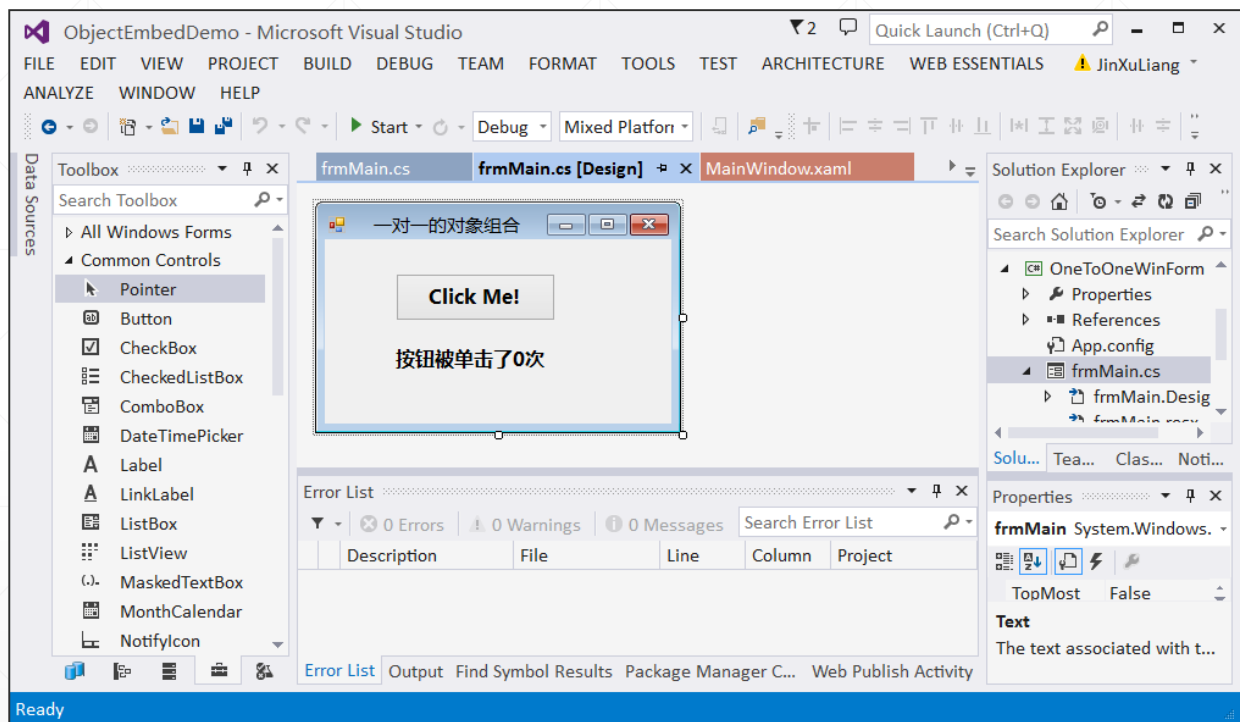 ObjectEmbedDemo - Microsoft Visual Studio
2
Quick Launch (Ctrl+Q)
FILE EDIT VIEW PROJECT BUILD DEBUG TEAM FORMAT TOOLS TEST ARCHITECTURE WEB ESSENTIALS JinXuLiang
ANALYZE WINDOW HELP
Start Debug Mixed Platforr
Data Sources
Toolbox
Search Toolbox
All Windows Forms
Common Controls
Pointer
Button
CheckBox
CheckedListBox
ComboBox
DateTimePicker
Label
LinkLabel
ListBox
ListView
MaskedTextBox
MonthCalendar
NotifyIcon
frmMain.cs frmMain.cs [Design] MainWindow.xaml
一对一的对象组合
Click Me!
按钮被单击了0次
Error List
0 Errors 0 Warnings 0 Messages Search Error List
Description File Line Column Project
Error List Output Find Symbol Results Package Manager C... Web Publish Activity
Solution Explorer
Search Solution Explorer
C# OneToOneWinForm
Properties
References
App.config
frmMain.cs
frmMain.Desig
frmMain.resx
Solu... Tea... Clas... Noti...
Properties
frmMain System.Windows.
TopMost False
Text
The text associated with t...
Ready